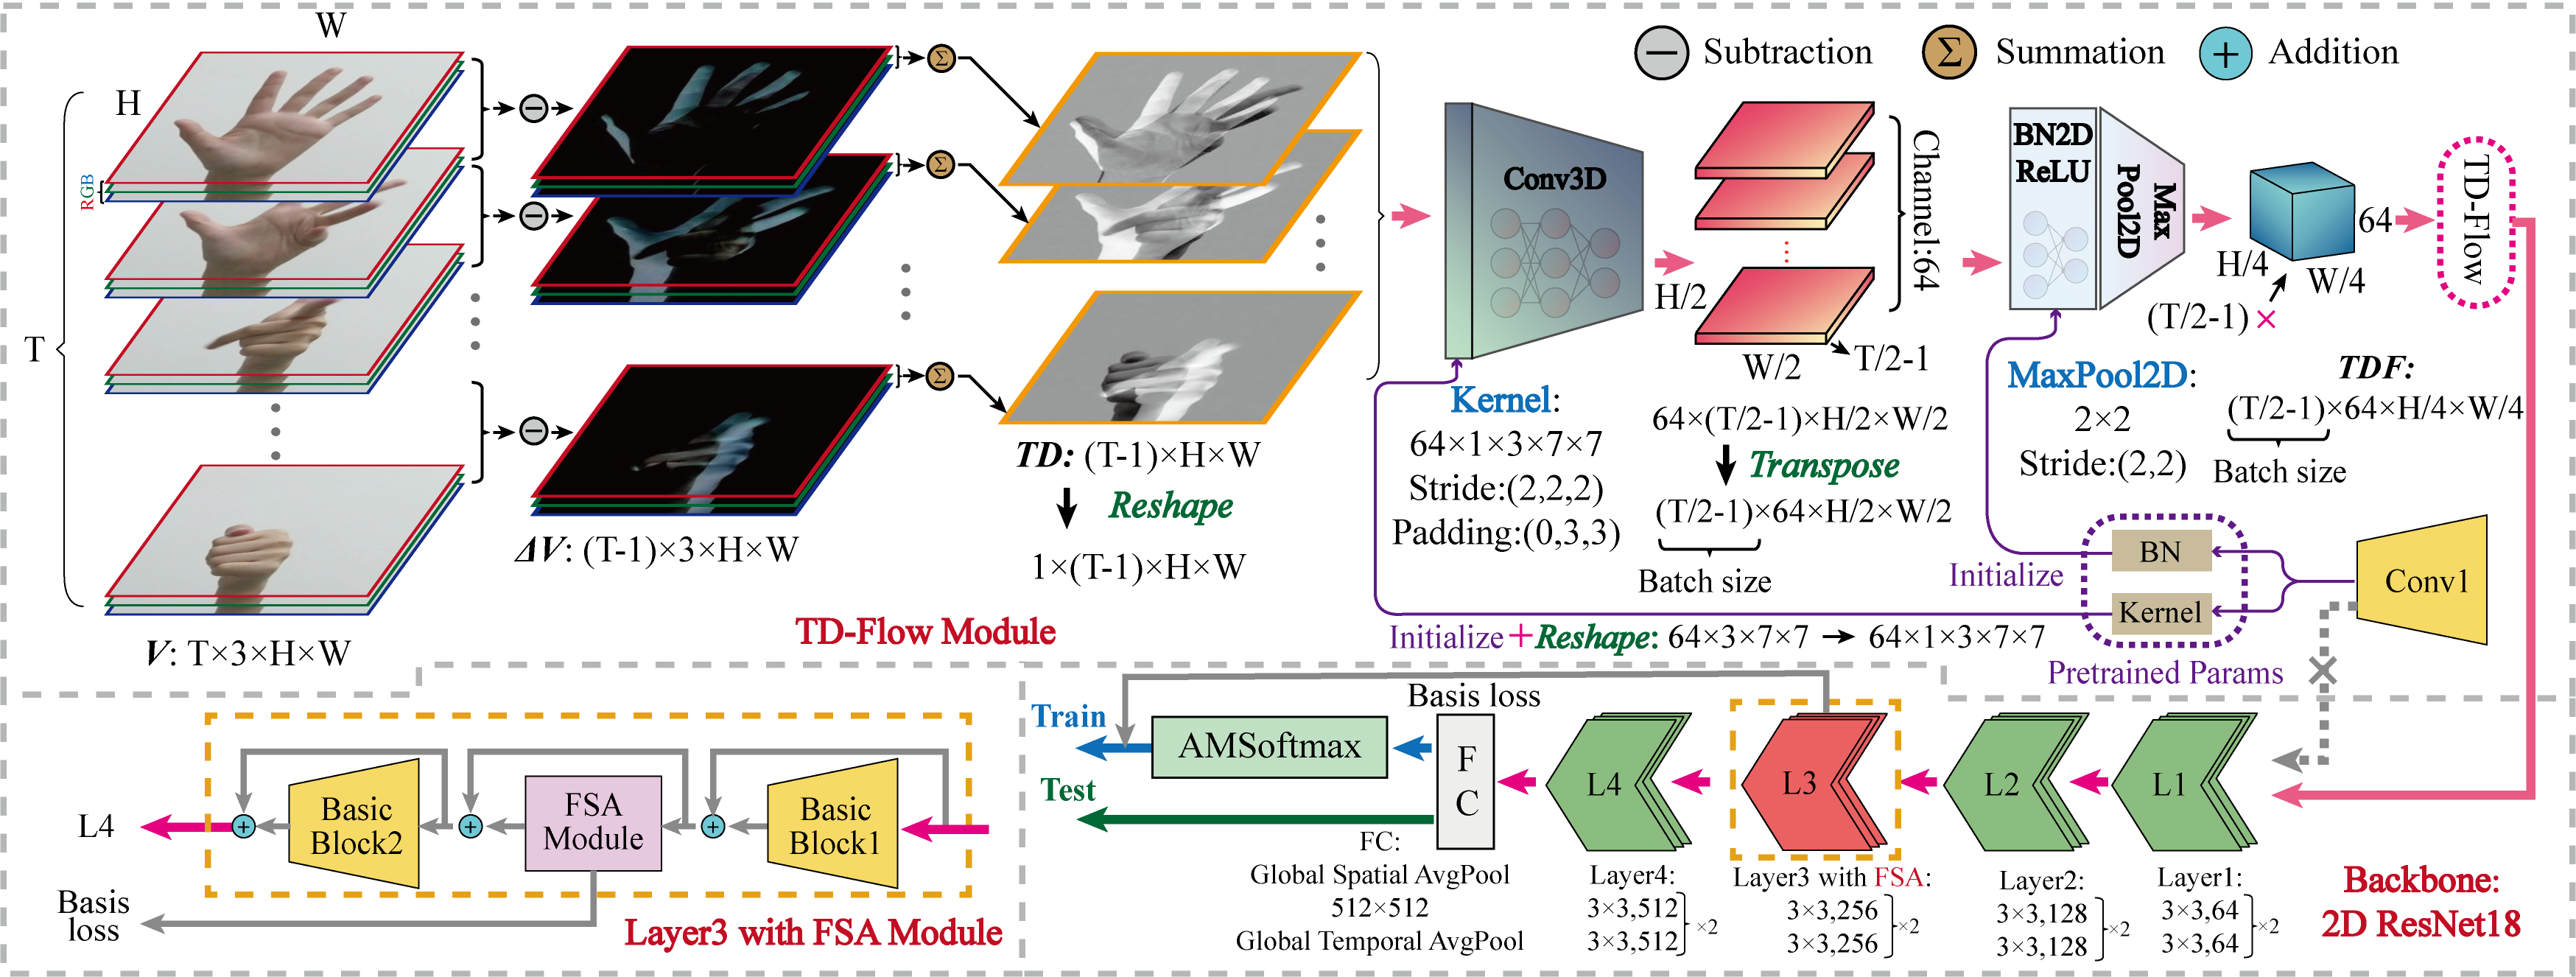 W
H
RGB
T
V: T×3×H×W
−
−
−
ΔV: (T-1)×3×H×W
Σ
Σ
Σ
TD: (T-1)×H×W
Reshape
1×(T-1)×H×W
TD-Flow Module
− Subtraction
Σ Summation
+ Addition
Conv3D
Kernel:
64×1×3×7×7
Stride:(2,2,2)
Padding:(0,3,3)
Channel:64
H/2
W/2
T/2-1
64×(T/2-1)×H/2×W/2
Transpose
(T/2-1)×64×H/2×W/2
Batch size
BN2D
ReLU
Max
Pool2D
64
H/4
W/4
(T/2-1) ×
TD-Flow
MaxPool2D:
2×2
Stride:(2,2)
TDF:
(T/2-1)×64×H/4×W/4
Batch size
Initialize
BN
Kernel
Conv1
Initialize + Reshape: 64×3×7×7 → 64×1×3×7×7
Pretrained Params
L4
+
Basic
Block2
+
FSA
Module
+
Basic
Block1
Basis
loss
Layer3 with FSA Module
Train
Test
AMSoftmax
Basis loss
F
C
L4
L3
L2
L1
FC:
Global Spatial AvgPool
512×512
Global Temporal AvgPool
Layer4:
3×3,512
3×3,512
×2
Layer3 with FSA:
3×3,256
3×3,256
×2
Layer2:
3×3,128
3×3,128
×2
Layer1:
3×3,64
3×3,64
×2
Backbone:
2D ResNet18